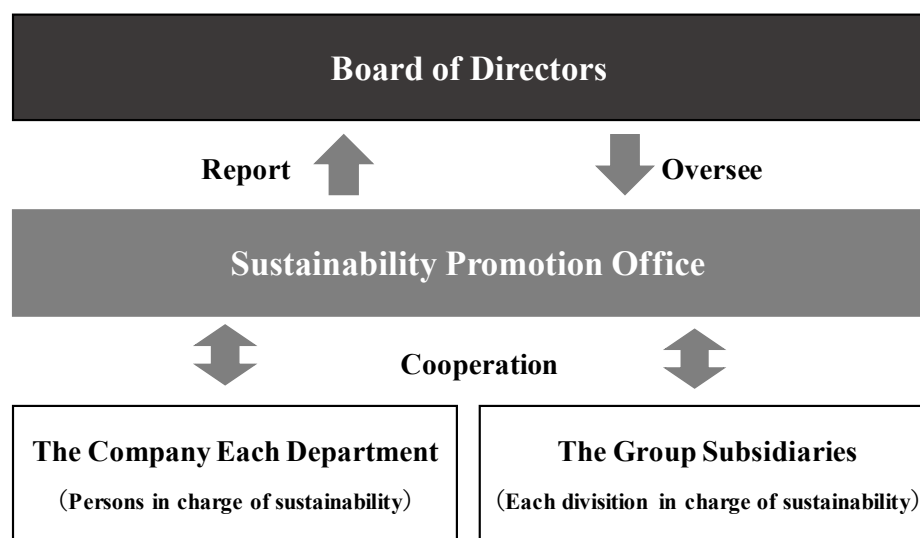 Board of Directors
Report
Oversee
Sustainability Promotion Office
Cooperation
The Company Each Department
（Persons in charge of sustainability）
The Group Subsidiaries
（Each divisition in charge of sustainability）